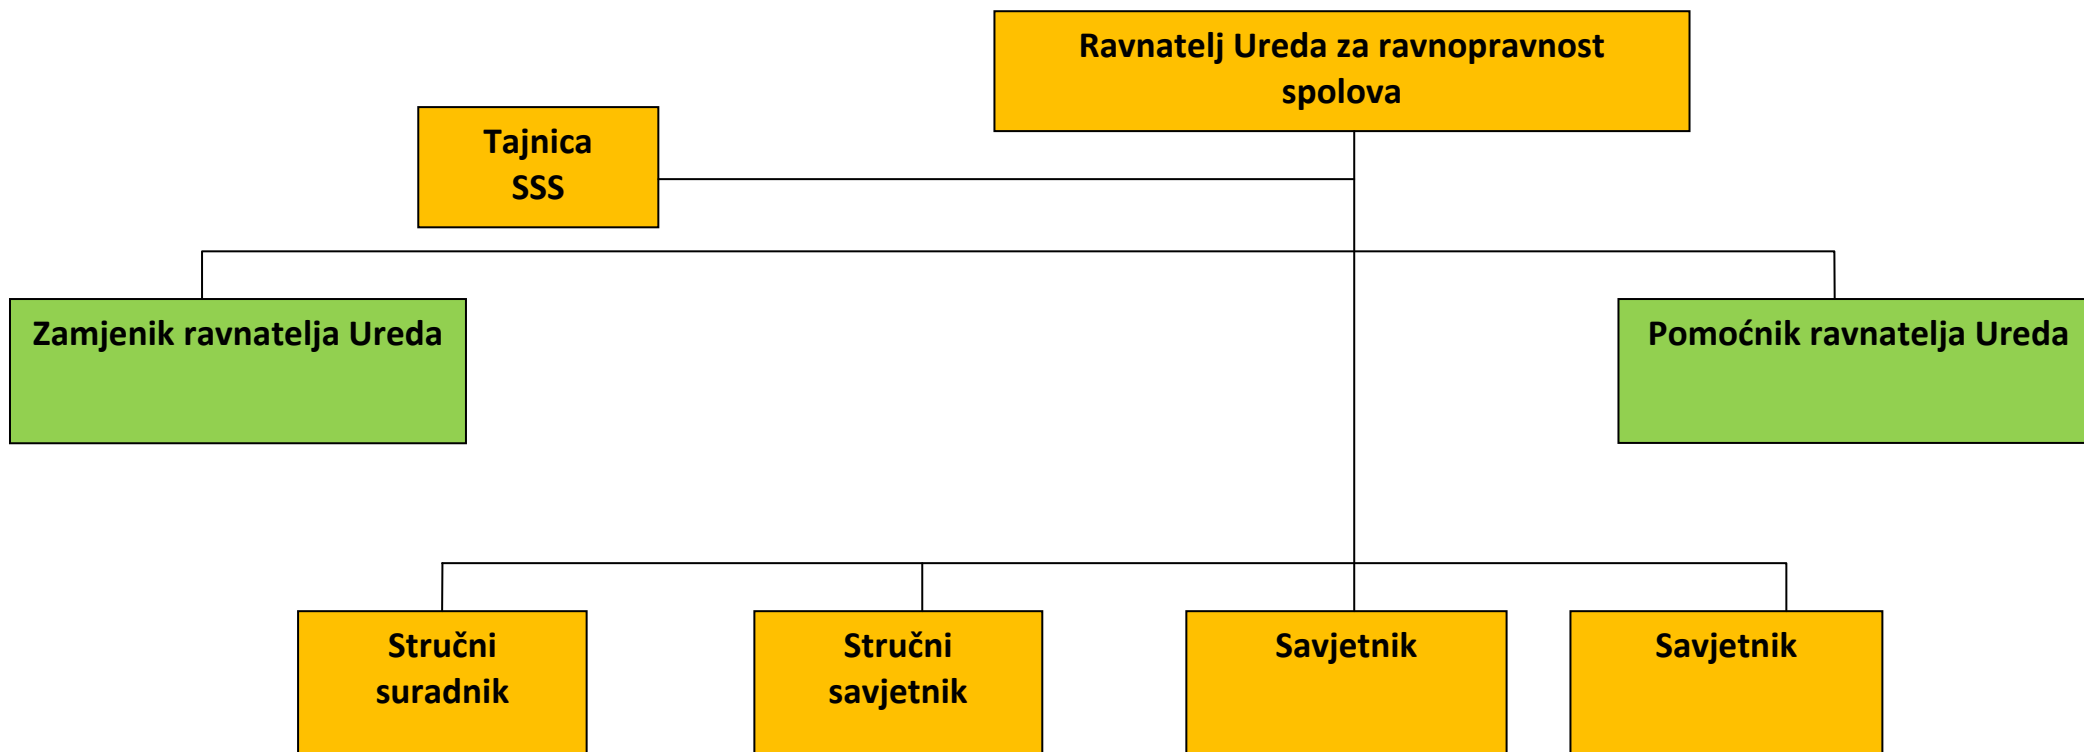 Ravnatelj Ureda za ravnopravnost
spolova
Tajnica
SSS
Zamjenik ravnatelja Ureda
Pomoćnik ravnatelja Ureda
Stručni
suradnik
Stručni
savjetnik
Savjetnik
Savjetnik